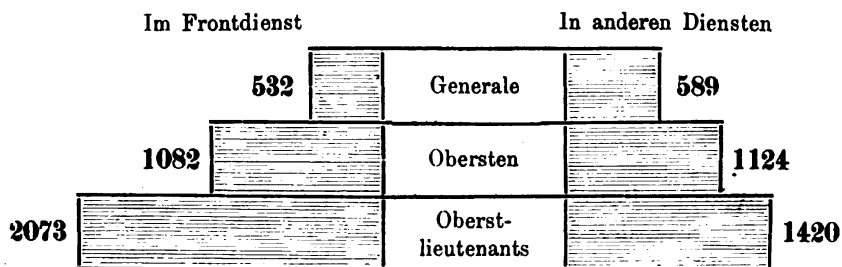 Im Frontdienst In anderen Diensten
532 Generale 589
1082 Obersten 1124
2073 Oberst- 1420
lieutenants